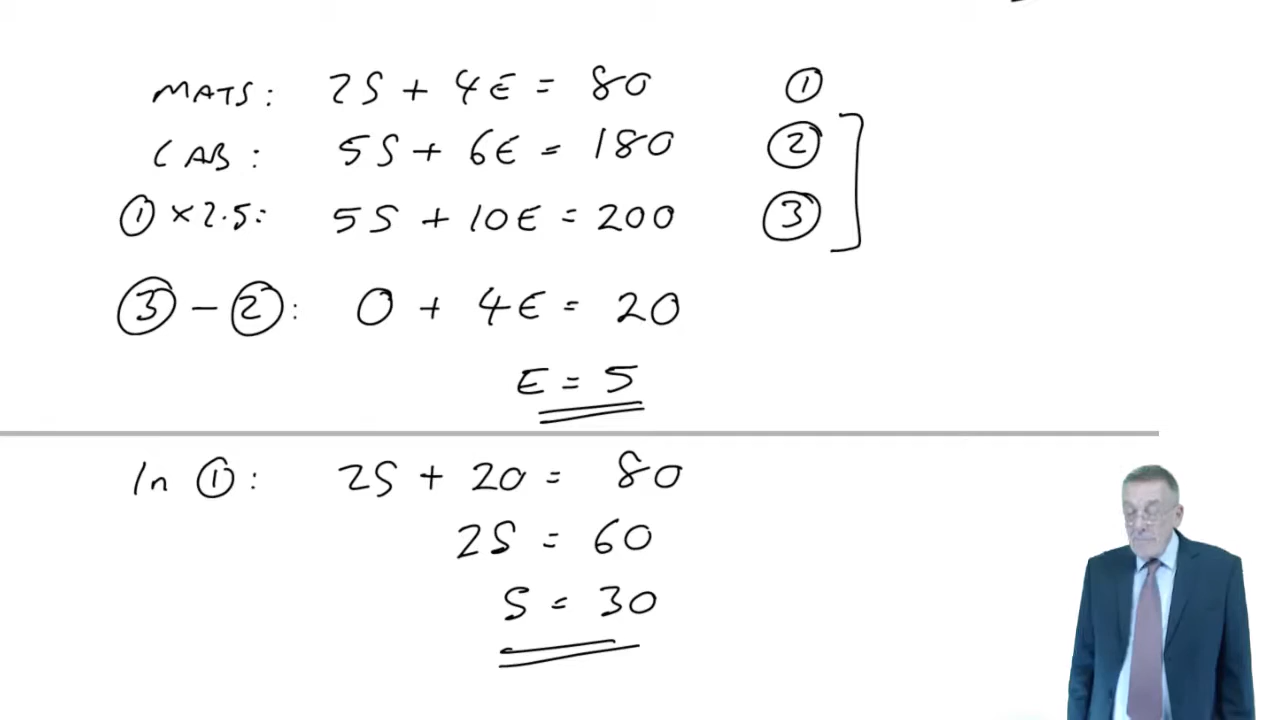 MATS: 2S + 4E = 80 ①
LAB: 5S + 6E = 180 ②
① × 2.5: 5S + 10E = 200 ③
③ − ②: 0 + 4E = 20
E = 5
In ①: 2S + 20 = 80
2S = 60
S = 30